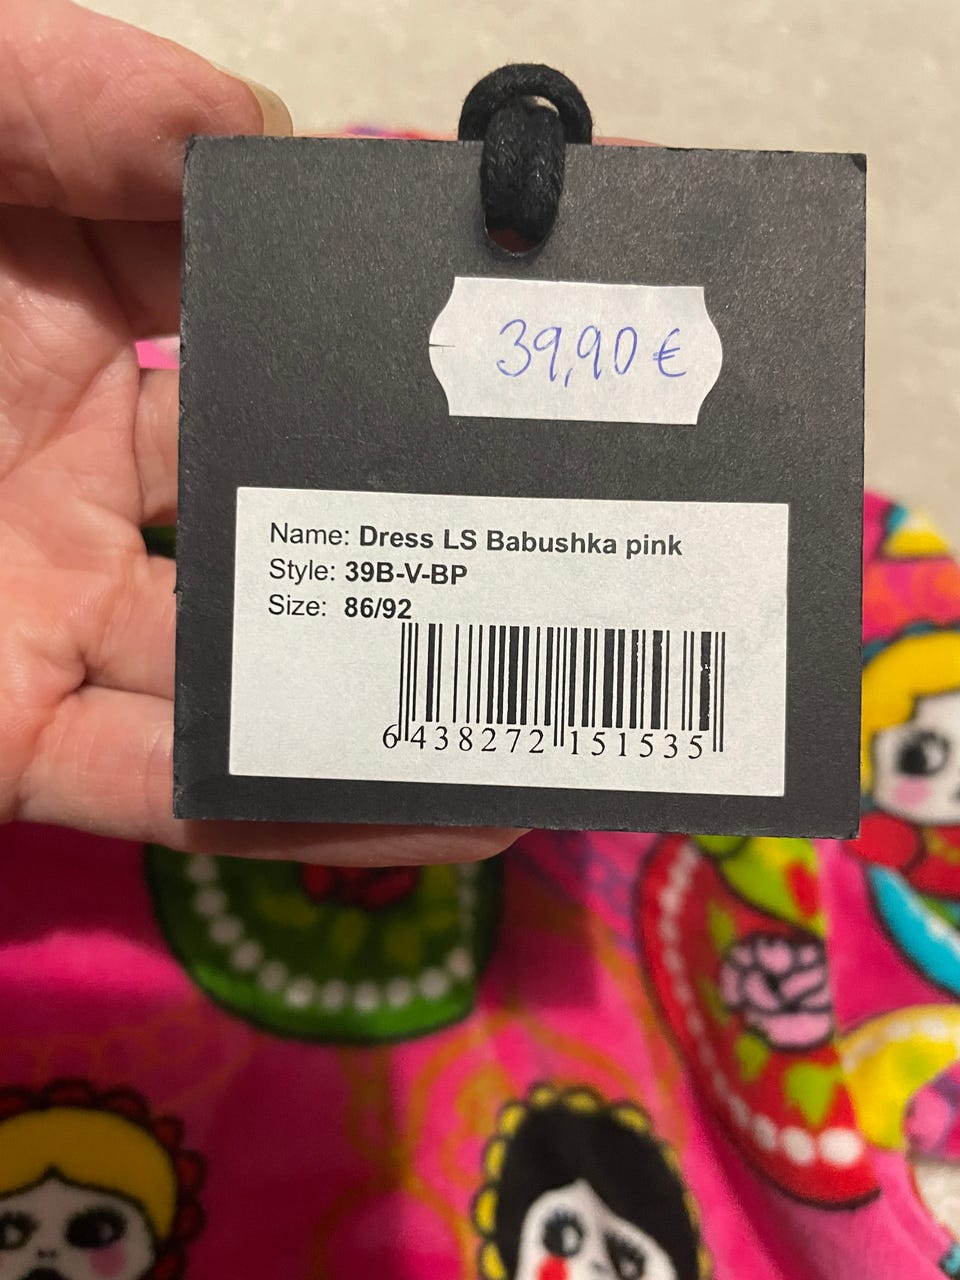 39,90 €
Name: Dress LS Babushka pink
Style: 39B-V-BP
Size: 86/92
6 438272 151535